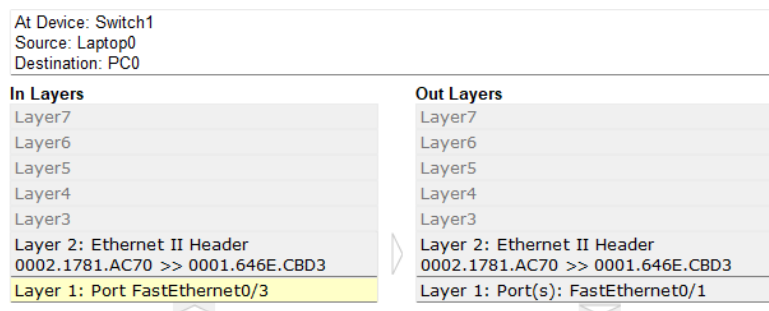 At Device: Switch1
Source: Laptop0
Destination: PC0
In Layers
Layer7
Layer6
Layer5
Layer4
Layer3
Layer 2: Ethernet II Header
0002.1781.AC70 >> 0001.646E.CBD3
Layer 1: Port FastEthernet0/3
Out Layers
Layer7
Layer6
Layer5
Layer4
Layer3
Layer 2: Ethernet II Header
0002.1781.AC70 >> 0001.646E.CBD3
Layer 1: Port(s): FastEthernet0/1